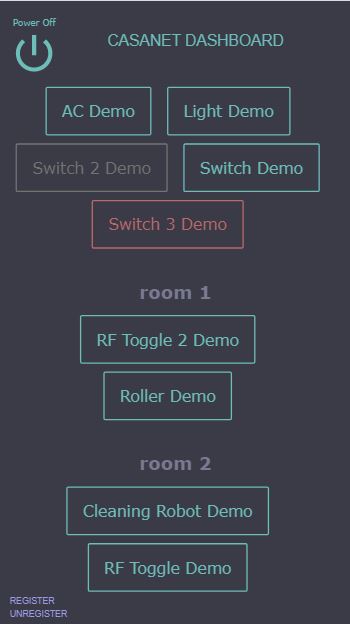 Power Off
CASANET DASHBOARD
AC Demo
Light Demo
Switch 2 Demo
Switch Demo
Switch 3 Demo
room 1
RF Toggle 2 Demo
Roller Demo
room 2
Cleaning Robot Demo
RF Toggle Demo
REGISTER
UNREGISTER